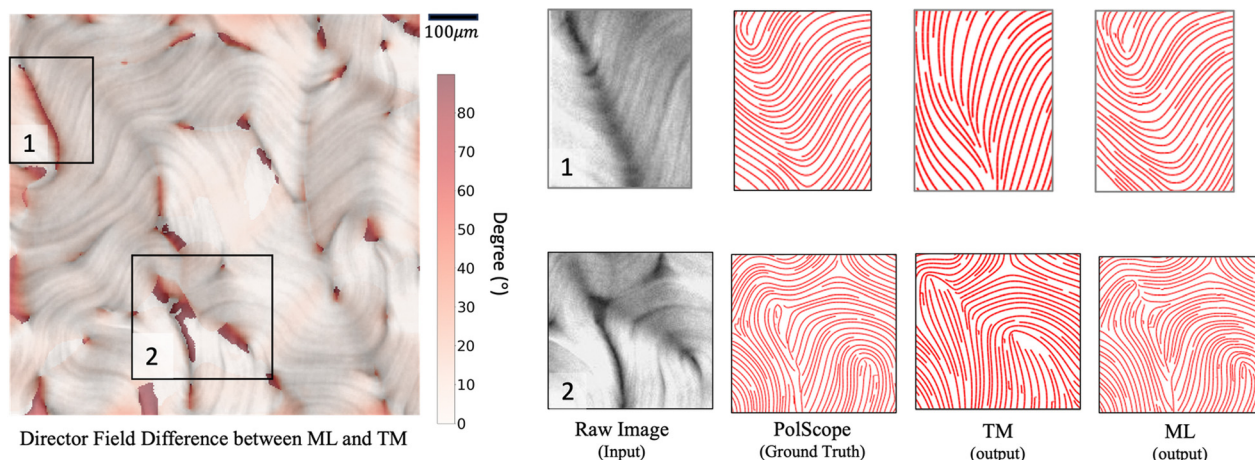 100μm
1
2
80
70
60
50
40
30
20
10
0
Degree (°)
Director Field Difference between ML and TM
1
2
Raw Image
(Input)
PolScope
(Ground Truth)
TM
(output)
ML
(output)